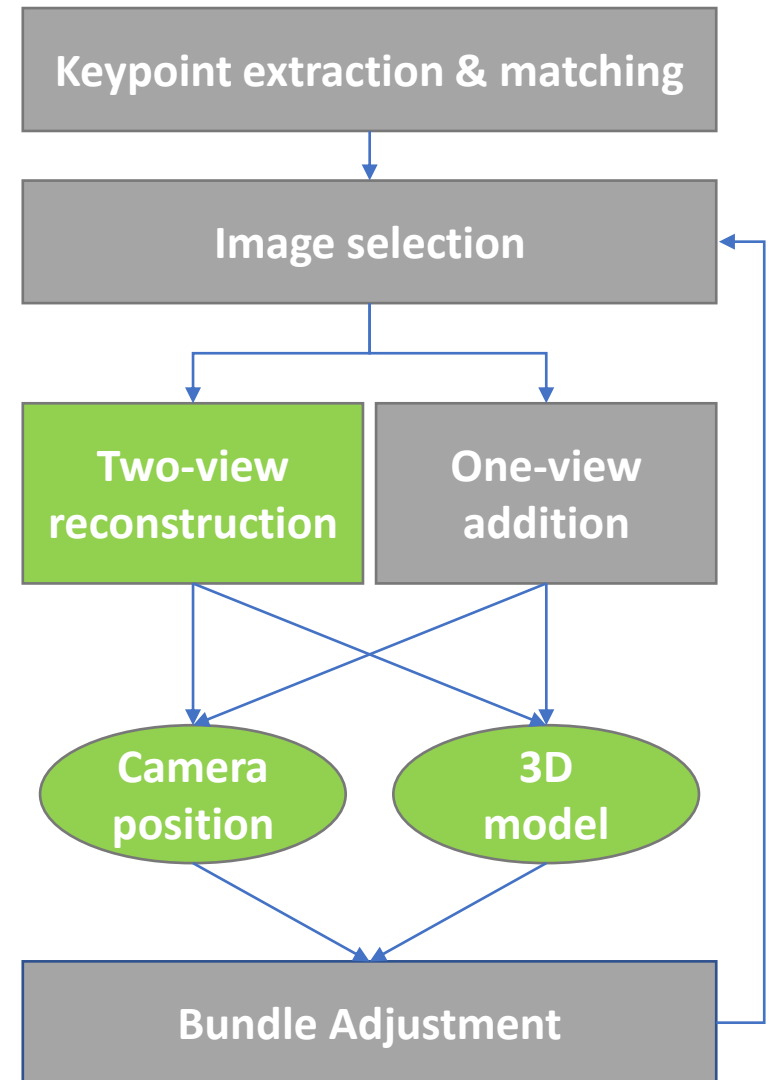 Keypoint extraction & matching
Image selection
Two-view
reconstruction
One-view
addition
Camera
position
3D
model
Bundle Adjustment